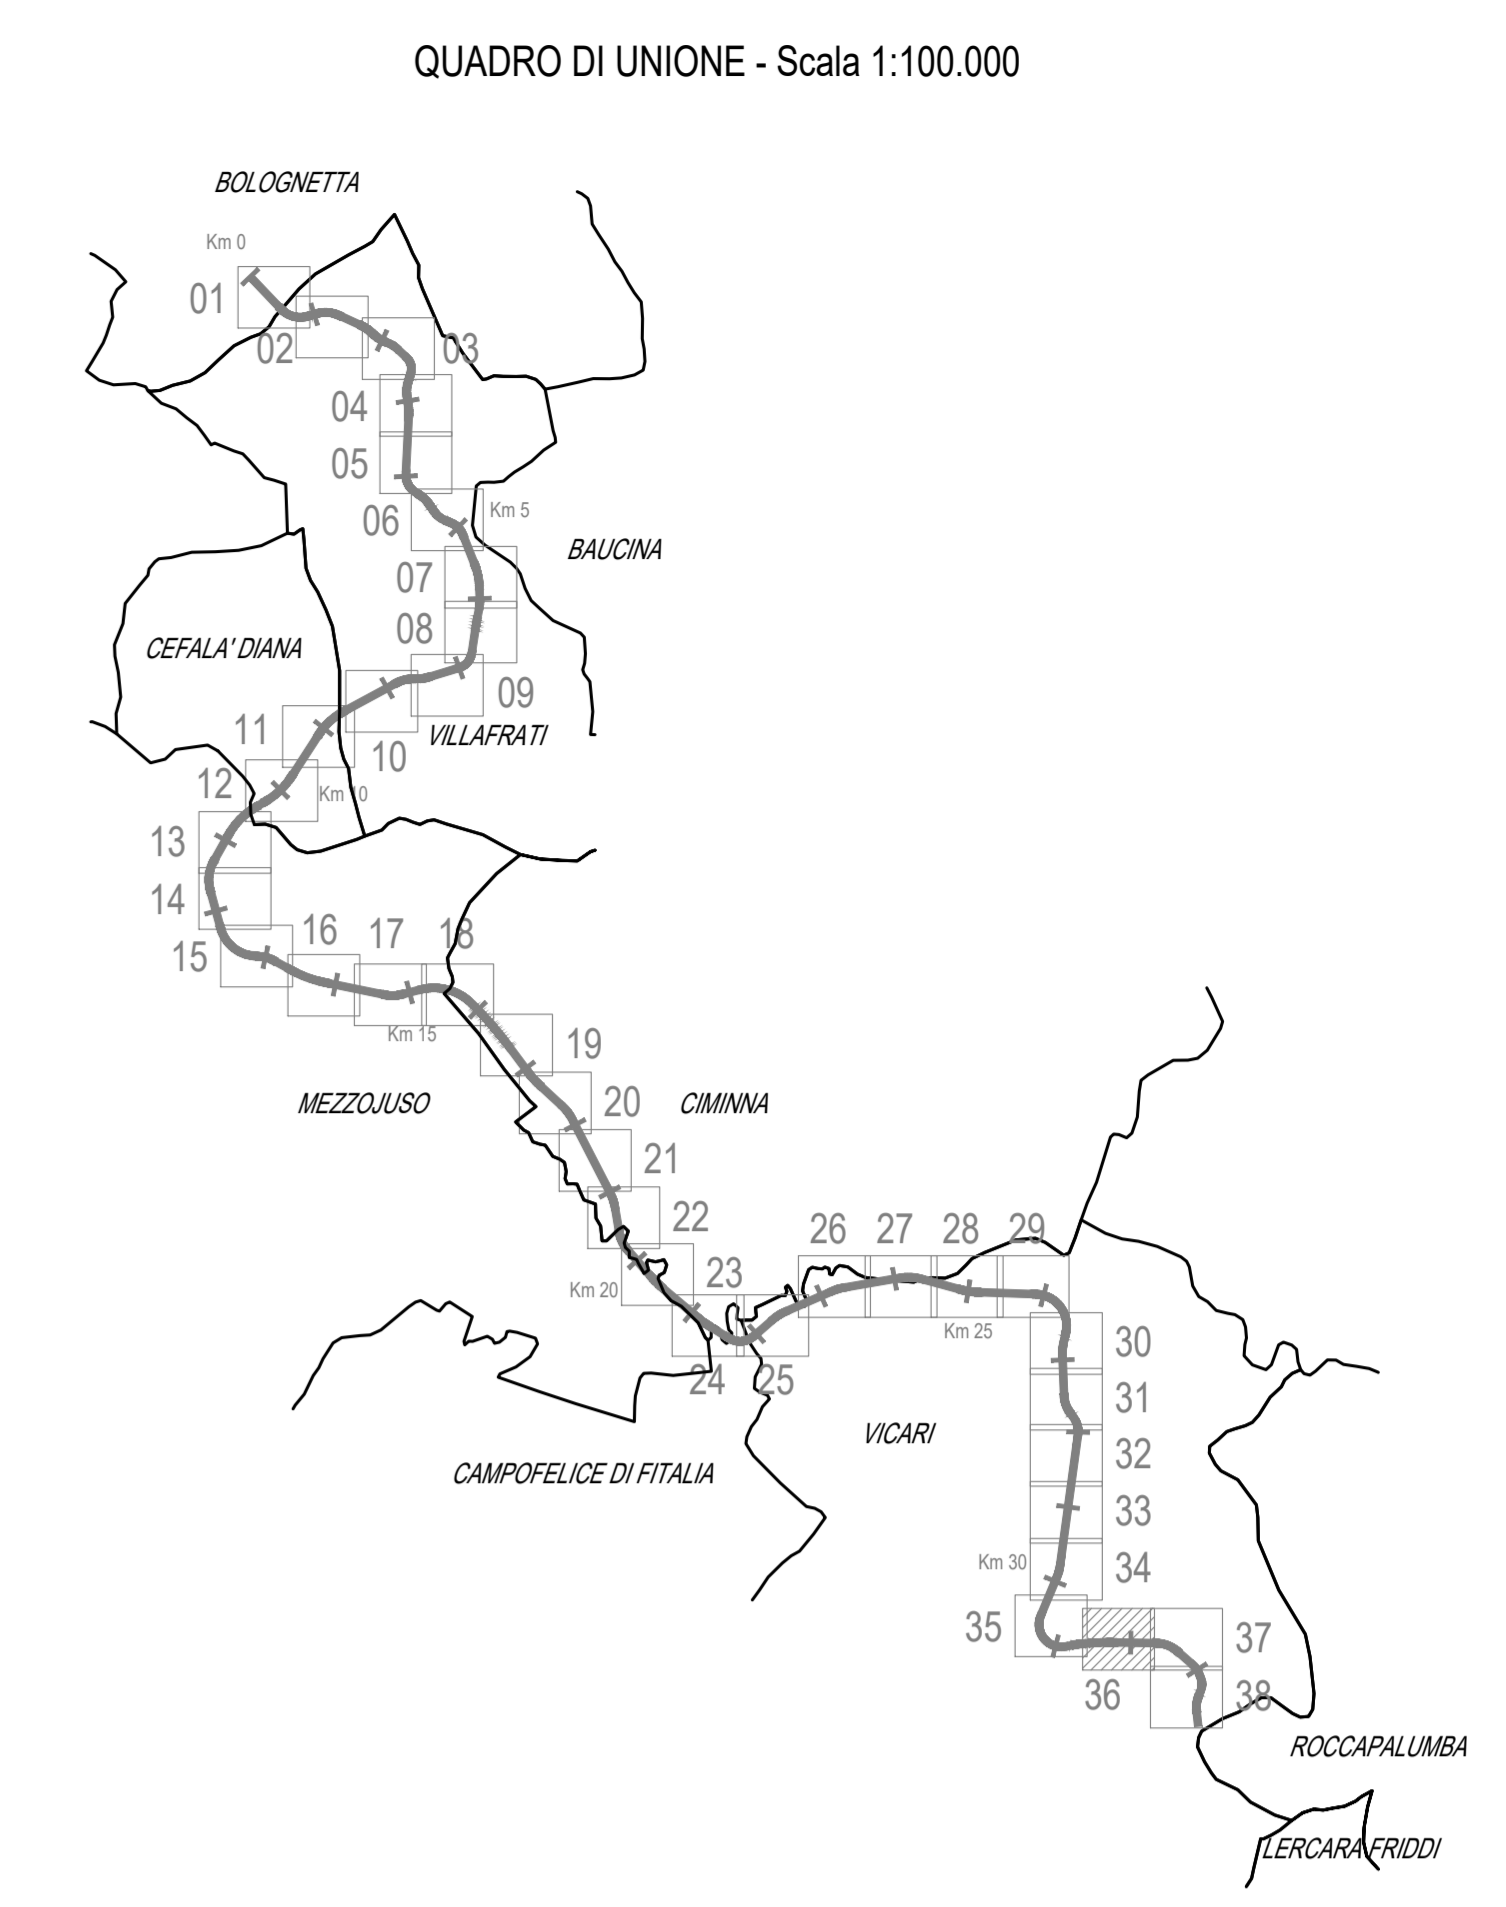 QUADRO DI UNIONE - Scala 1:100.000
BOLOGNETTA
Km 0
01
02
03
04
05
06
Km 5
BAUCINA
07
08
CEFALA' DIANA
09
VILLAFRATI
10
11
12
Km 10
13
14
15
16
17
18
Km 15
19
MEZZOJUSO
20
CIMINNA
21
22
Km 20
23
24
25
26
27
28
29
Km 25
30
31
VICARI
32
CAMPOFELICE DI FITALIA
33
Km 30
34
35
36
37
38
ROCCAPALUMBA
LERCARA FRIDDI